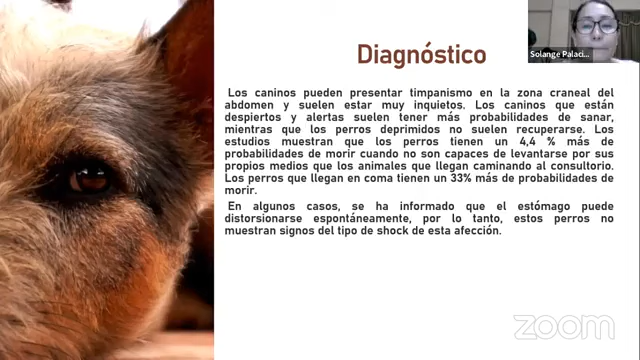 Diagnóstico
Solange Palaci...
Los caninos pueden presentar timpanismo en la zona craneal del
abdomen y suelen estar muy inquietos. Los caninos que están
despiertos y alertas suelen tener más probabilidades de sanar,
mientras que los perros deprimidos no suelen recuperarse. Los
estudios muestran que los perros tienen un 4,4 % más de
probabilidades de morir cuando no son capaces de levantarse por sus
propios medios que los animales que llegan caminando al consultorio.
Los perros que llegan en coma tienen un 33% más de probabilidades de
morir.
En algunos casos, se ha informado que el estómago puede
distorsionarse espontáneamente, por lo tanto, estos perros no
muestran signos del tipo de shock de esta afección.
zoom